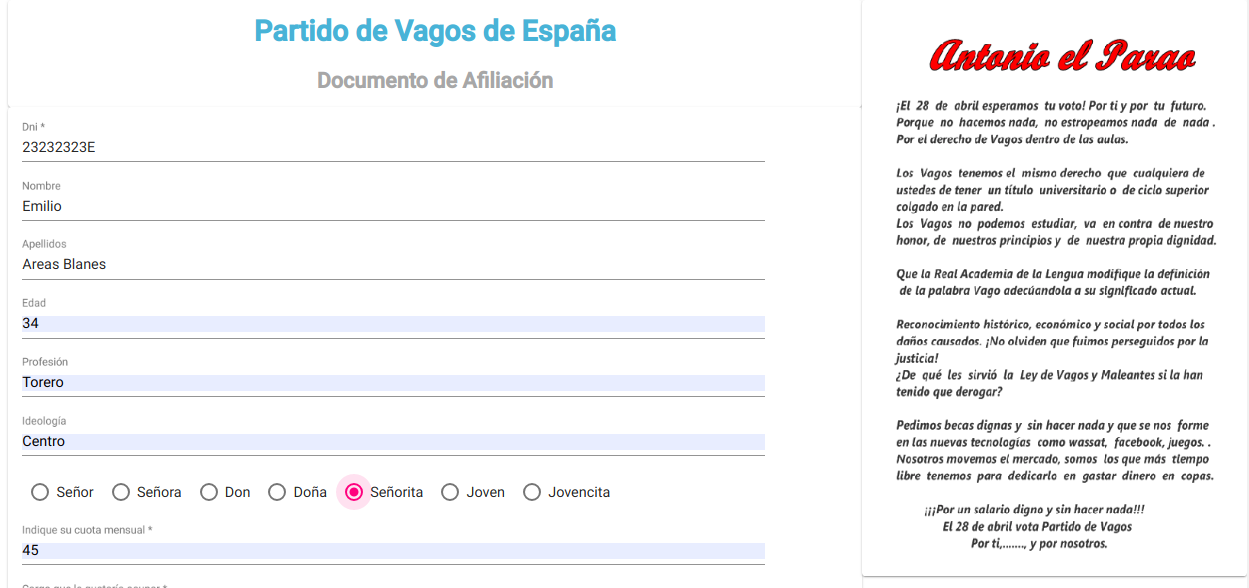 Partido de Vagos de España
Documento de Afiliación
Dni *
23232323E
Nombre
Emilio
Apellidos
Areas Blanes
Edad
34
Profesión
Torero
Ideología
Centro
Señor Señora Don Doña Señorita Joven Jovencita
Indique su cuota mensual *
45
Antonio el Parao
¡El 28 de abril esperamos tu voto! Por ti y por tu futuro.
Porque no hacemos nada, no estropeamos nada de nada .
Por el derecho de Vagos dentro de las aulas.
Los Vagos tenemos el mismo derecho que cualquiera de
ustedes de tener un título universitario o de ciclo superior
colgado en la pared.
Los Vagos no podemos estudiar, va en contra de nuestro
honor, de nuestros principios y de nuestra propia dignidad.
Que la Real Academia de la Lengua modifique la definición
de la palabra Vago adecúandola a su significado actual.
Reconocimiento histórico, económico y social por todos los
daños causados. ¡No olviden que fuimos perseguidos por la
justicia!
¿De qué les sirvió la Ley de Vagos y Maleantes si la han
tenido que derogar?
Pedimos becas dignas y sin hacer nada y que se nos forme
en las nuevas tecnologías como wassat, facebook, juegos. .
Nosotros movemos el mercado, somos los que más tiempo
libre tenemos para dedicarlo en gastar dinero en copas.
¡¡¡Por un salario digno y sin hacer nada!!!
El 28 de abril vota Partido de Vagos
Por ti,......., y por nosotros.